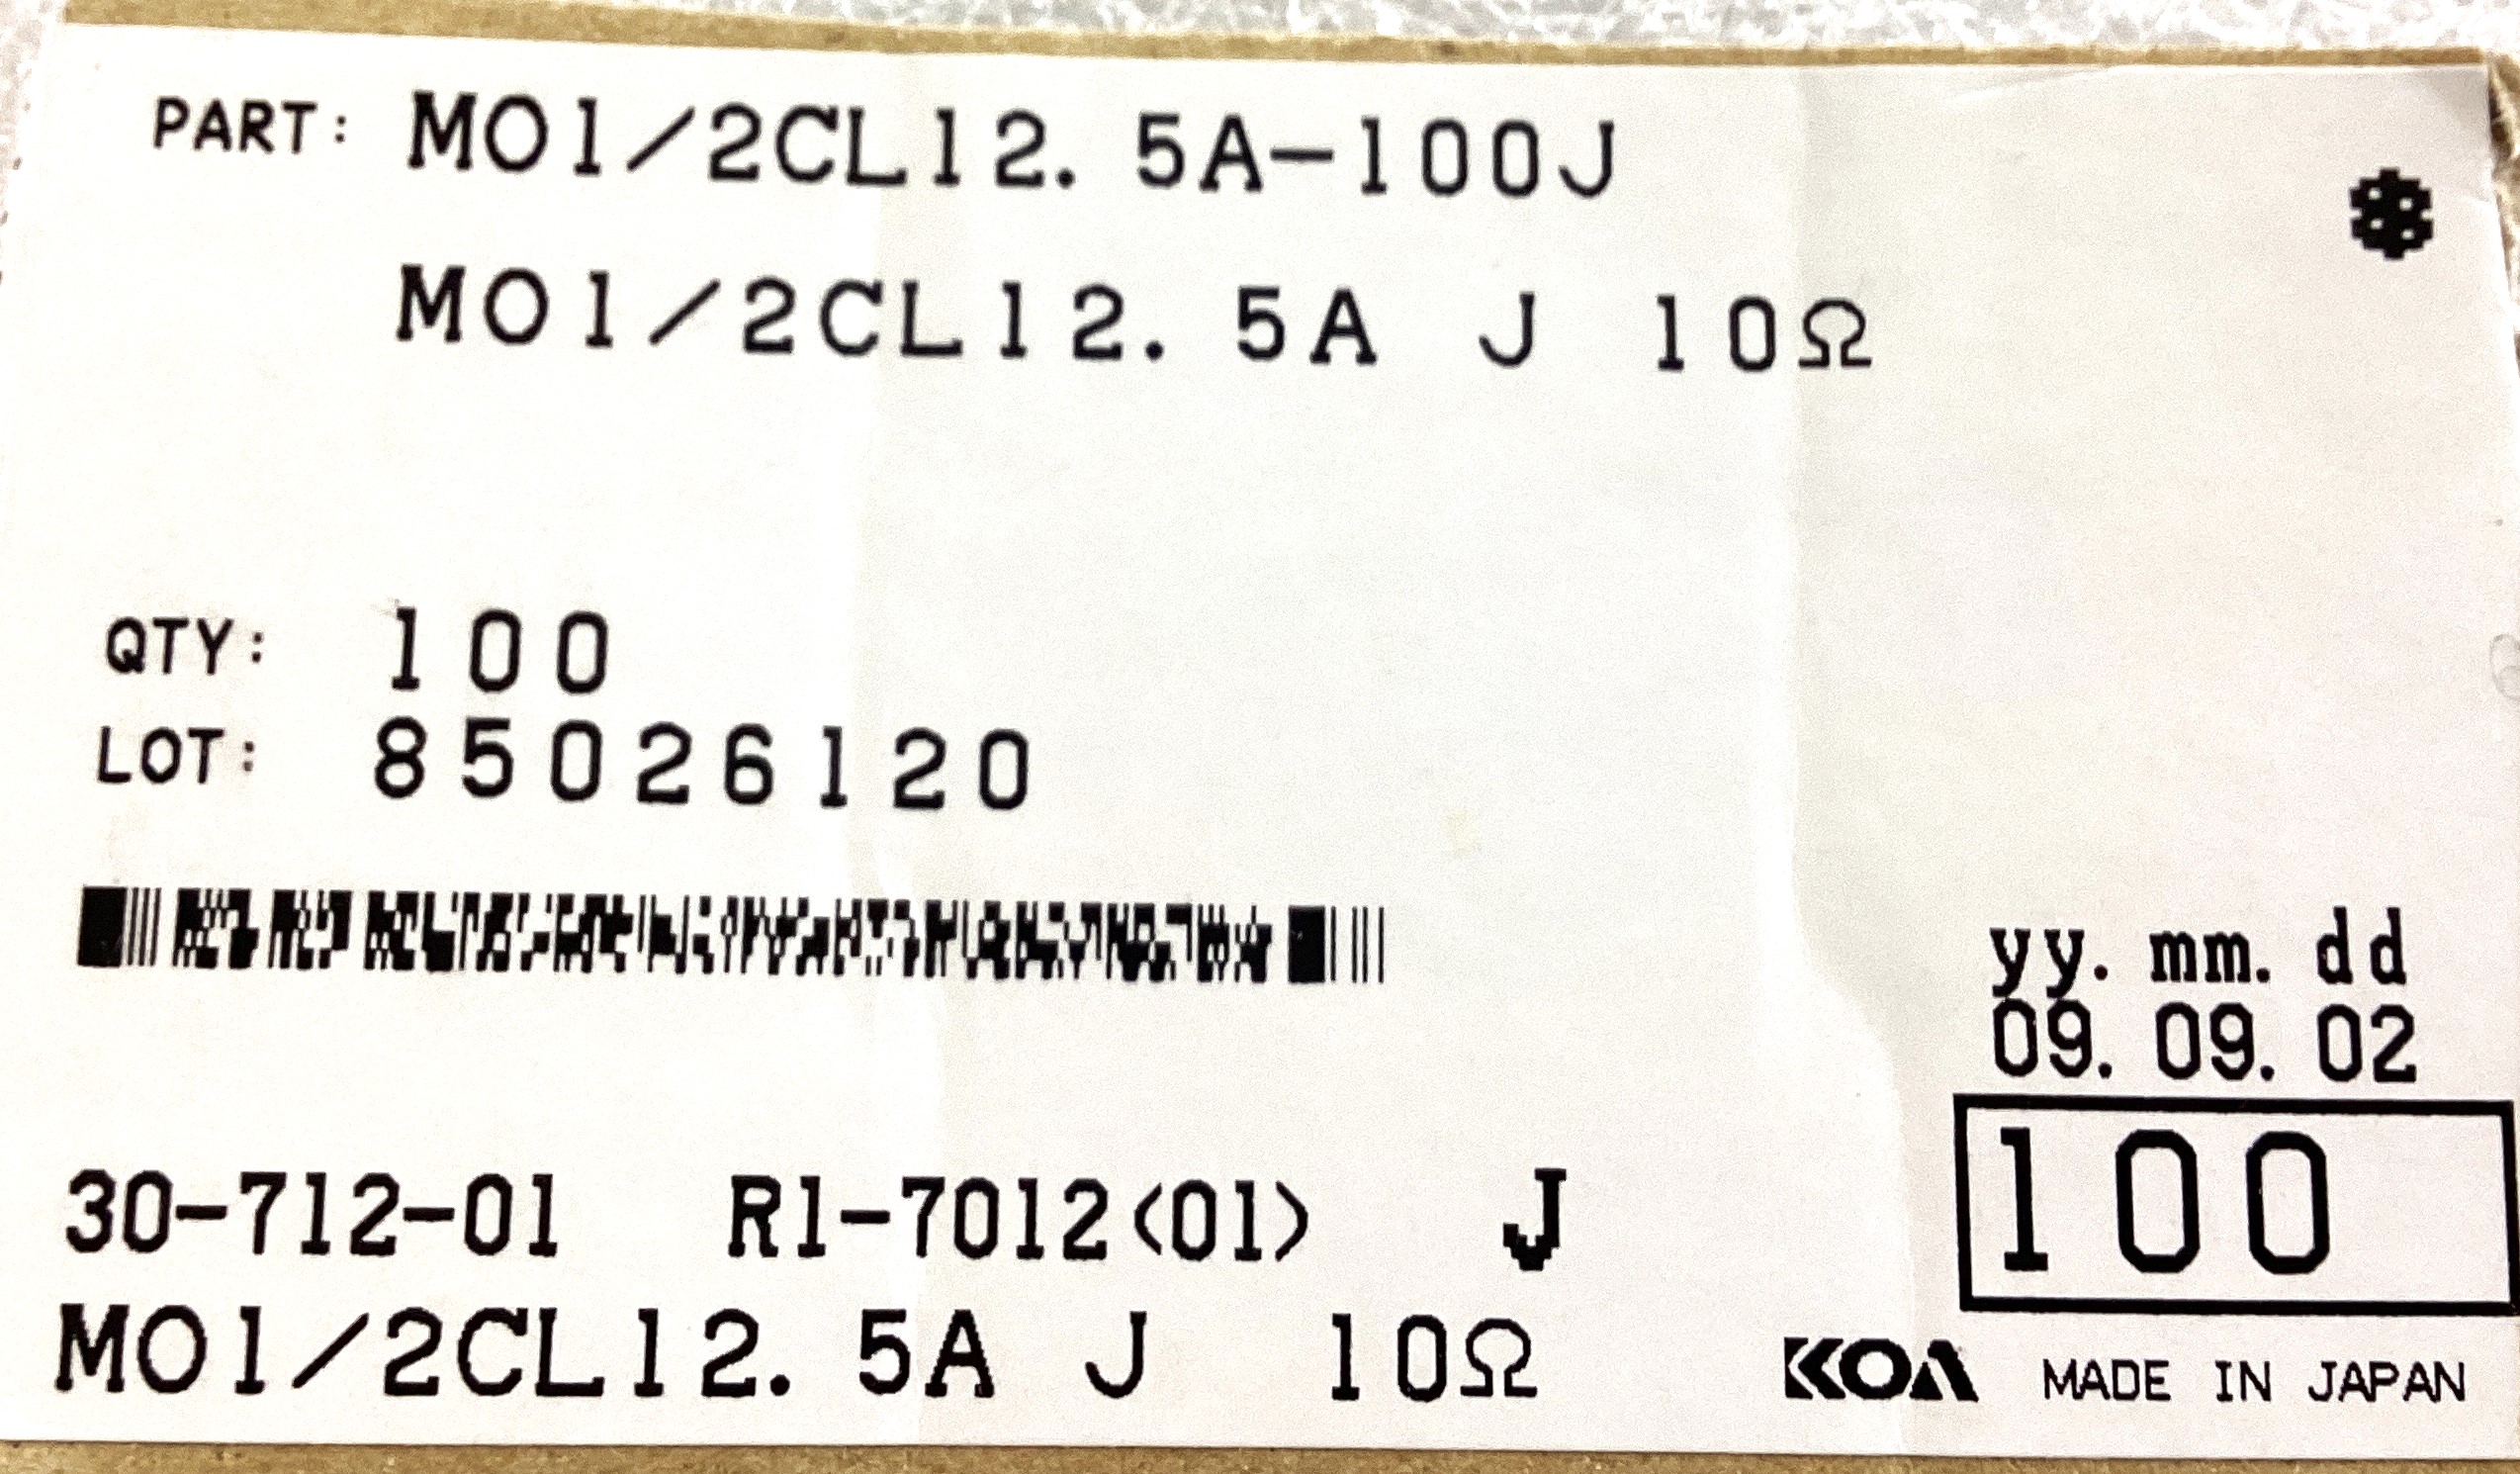 PART: MO1/2CL12.5A-100J
MO1/2CL12.5A J 10Ω
QTY: 100
LOT: 85026120
yy.mm.dd
09.09.02
100
30-712-01 R1-7012<01> J
MO1/2CL12.5A J 10Ω
KOA MADE IN JAPAN